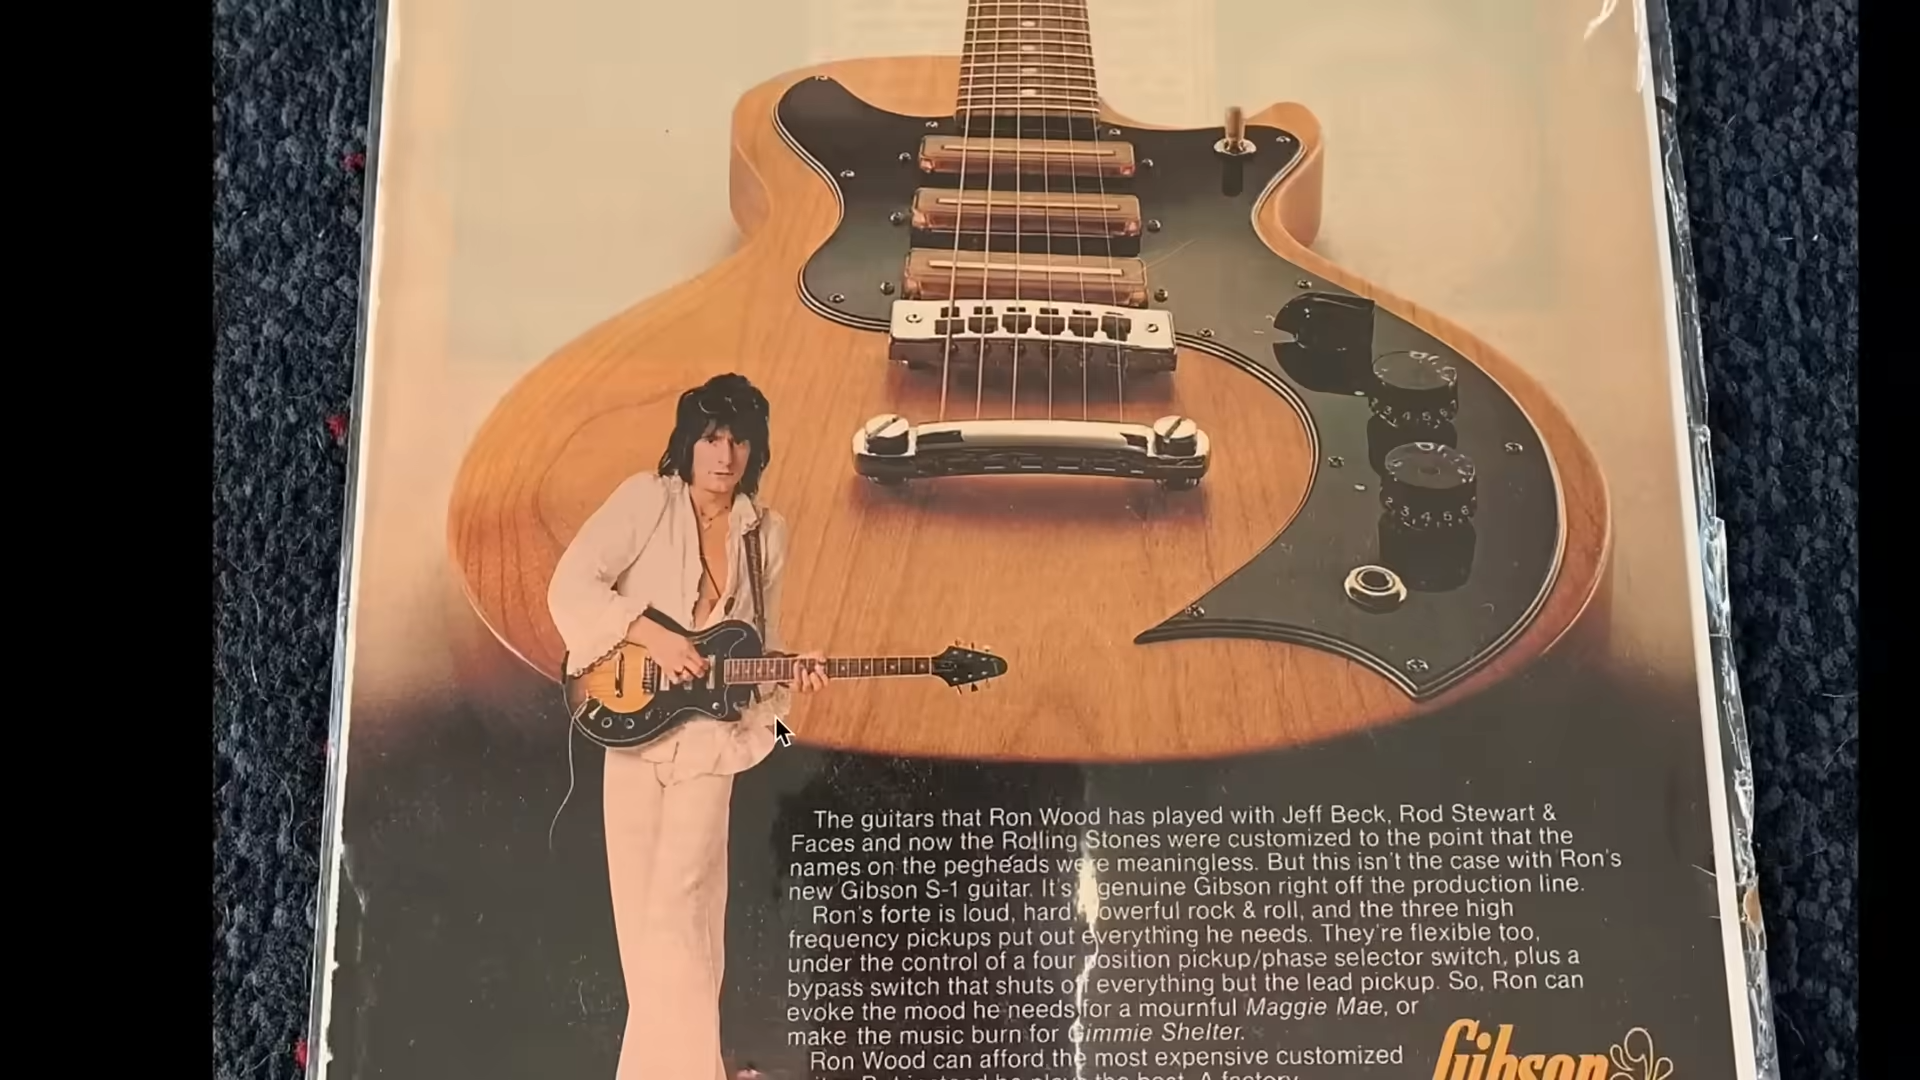 The guitars that Ron Wood has played with Jeff Beck, Rod Stewart &
Faces and now the Rolling Stones were customized to the point that the
names on the pegheads were meaningless. But this isn't the case with Ron's
new Gibson S-1 guitar. It's genuine Gibson right off the production line.
Ron's forte is loud, hard, powerful rock & roll, and the three high
frequency pickups put out everything he needs. They're flexible too,
under the control of a four position pickup/phase selector switch, plus a
bypass switch that shuts off everything but the lead pickup. So, Ron can
evoke the mood he needs for a mournful Maggie Mae, or
make the music burn for Gimmie Shelter.
Ron Wood can afford the most expensive customized
the best. A factory
Gibson